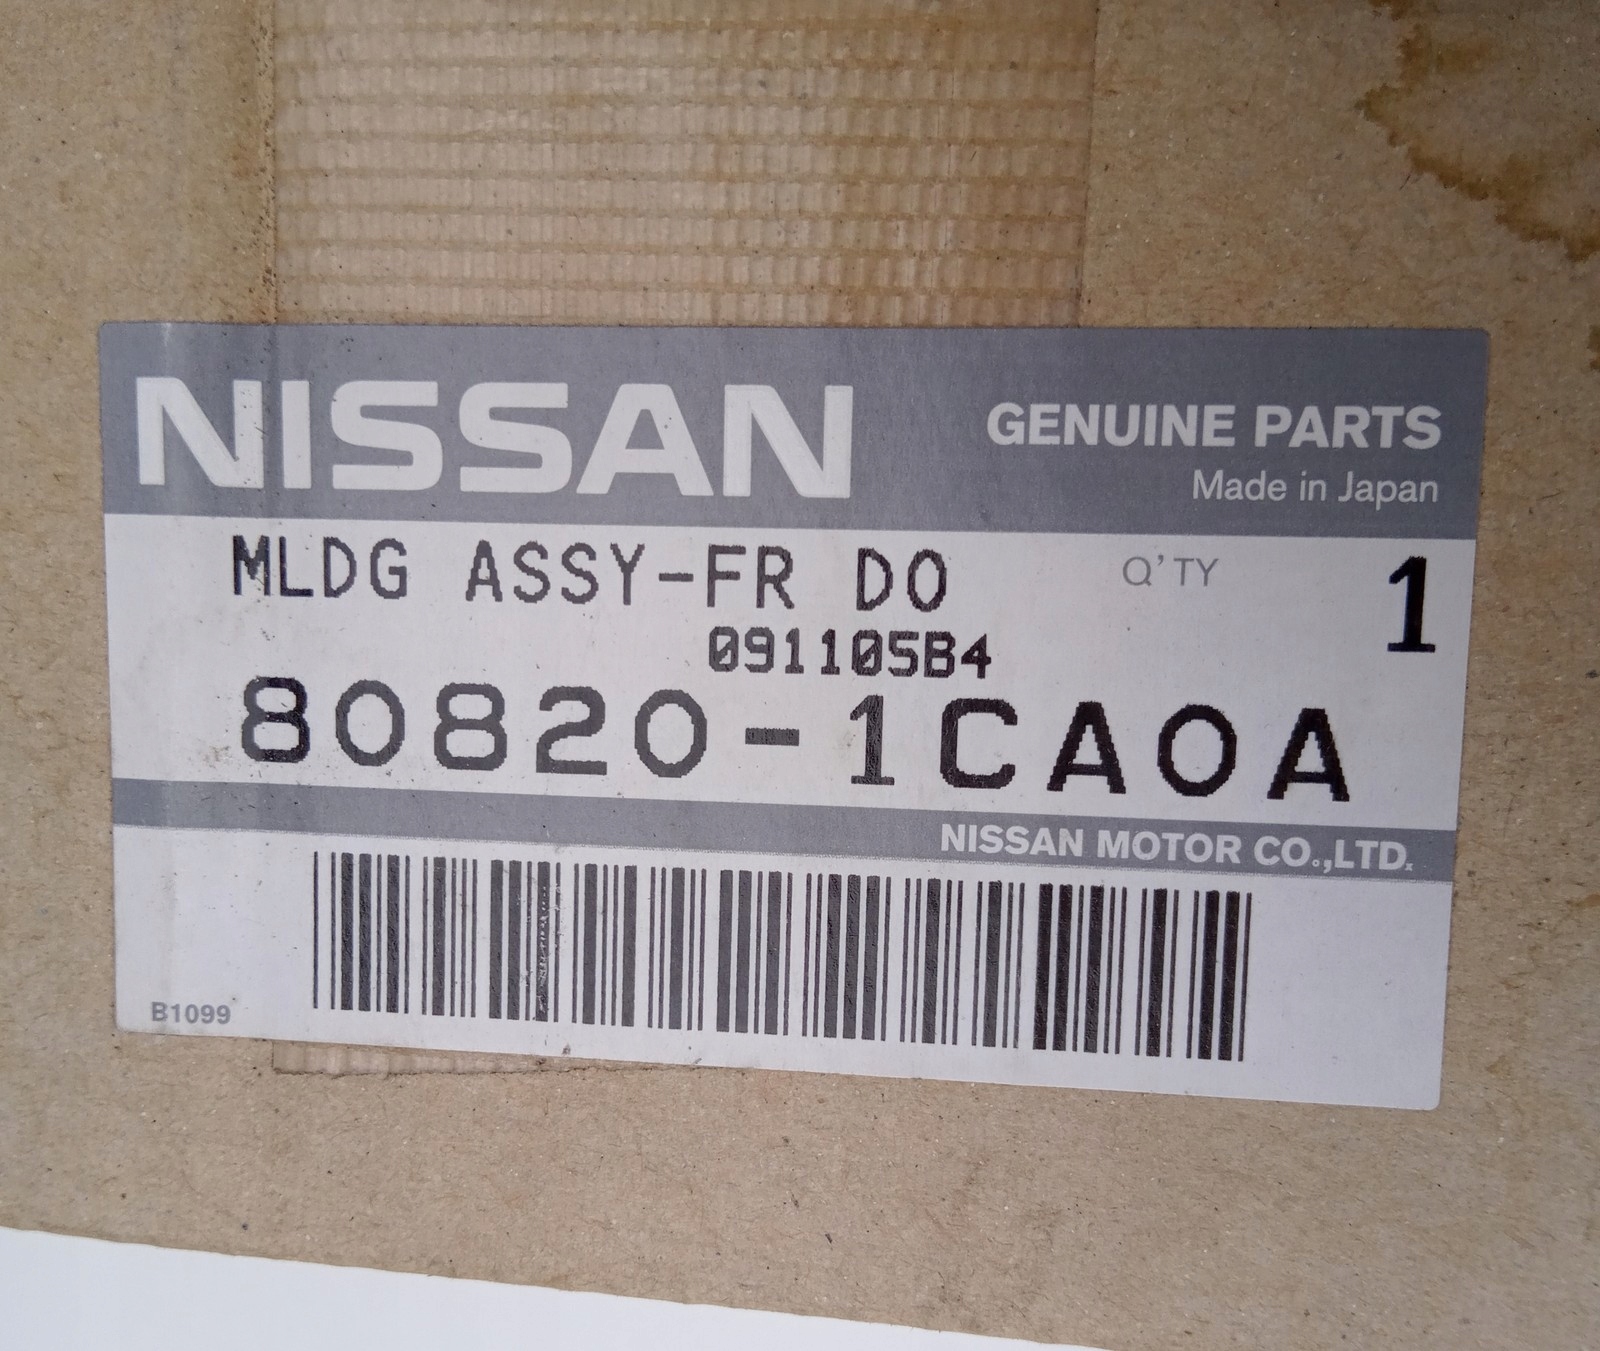 NISSAN
GENUINE PARTS
Made in Japan
MLDG ASSY-FR DO
Q'TY 1
091105B4
80820-1CA0A
NISSAN MOTOR CO.,LTD.
B1099